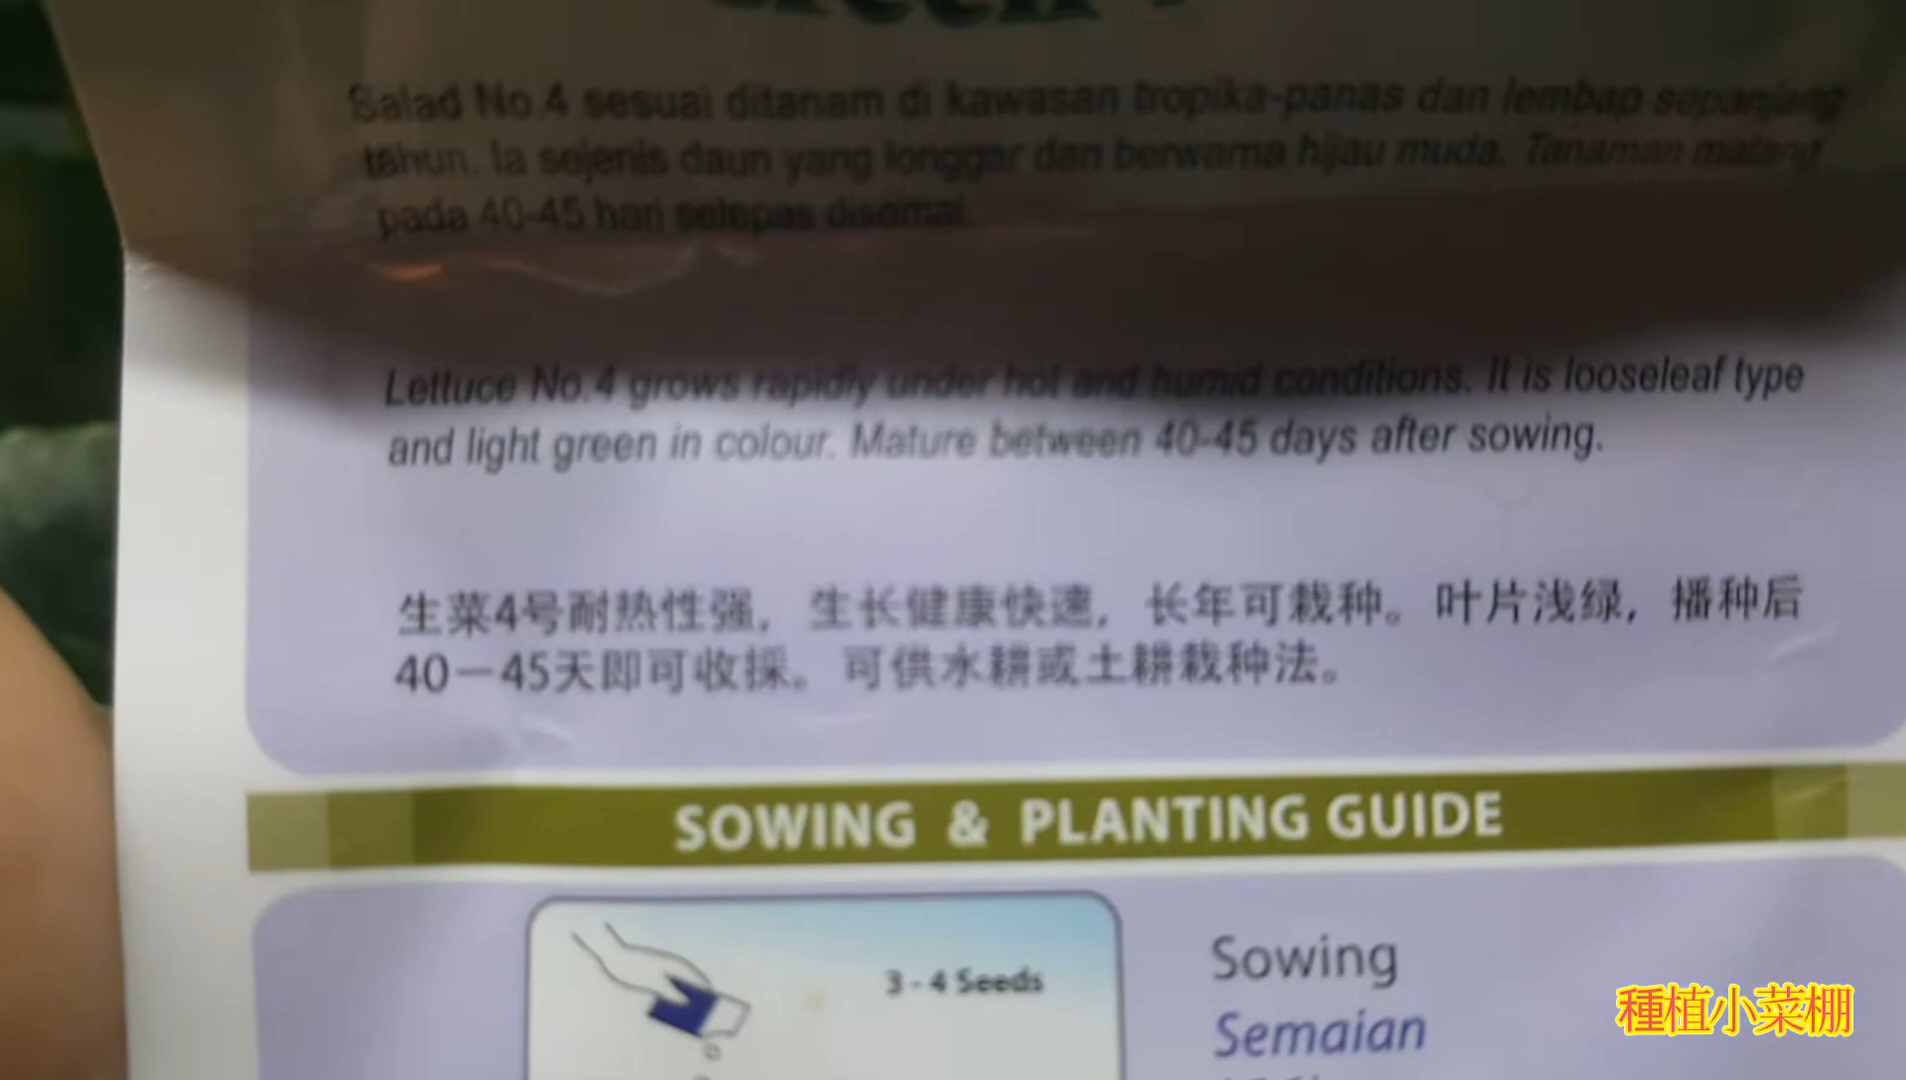 Salad No.4 sesuai ditanam di kawasan tropika-panas dan lembap sepanjang
tahun. Ia sejenis daun yang longgar dan berwarna hijau muda. Tanaman matang
pada 40-45 hari selepas disemai.
Lettuce No.4 grows rapidly under hot and humid conditions. It is looseleaf type
and light green in colour. Mature between 40-45 days after sowing.
生菜4号耐热性强，生长健康快速，长年可栽种。叶片浅绿，播种后
40－45天即可收採。可供水耕或土耕栽种法。
SOWING & PLANTING GUIDE
3 - 4 Seeds
Sowing
Semaian
種植小菜棚